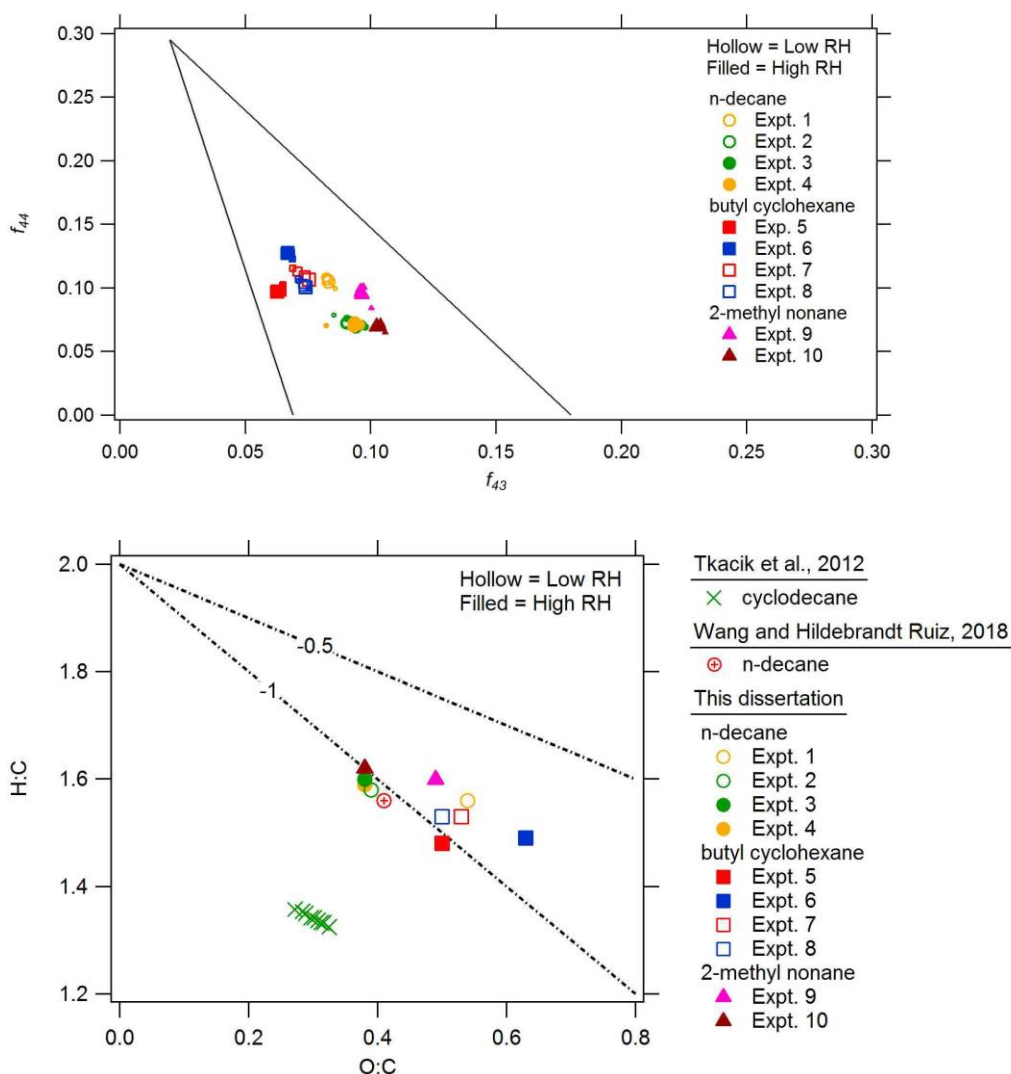 0.30
0.25
0.20
0.15
0.10
0.05
0.00
f44
0.00 0.05 0.10 0.15 0.20 0.25 0.30
f43
Hollow = Low RH
Filled = High RH
n-decane
Expt. 1
Expt. 2
Expt. 3
Expt. 4
butyl cyclohexane
Exp. 5
Expt. 6
Expt. 7
Expt. 8
2-methyl nonane
Expt. 9
Expt. 10
2.0
1.8
1.6
1.4
1.2
H:C
0.0 0.2 0.4 0.6 0.8
O:C
Hollow = Low RH
Filled = High RH
-0.5
-1
Tkacik et al., 2012
cyclodecane
Wang and Hildebrandt Ruiz, 2018
n-decane
This dissertation
n-decane
Expt. 1
Expt. 2
Expt. 3
Expt. 4
butyl cyclohexane
Expt. 5
Expt. 6
Expt. 7
Expt. 8
2-methyl nonane
Expt. 9
Expt. 10